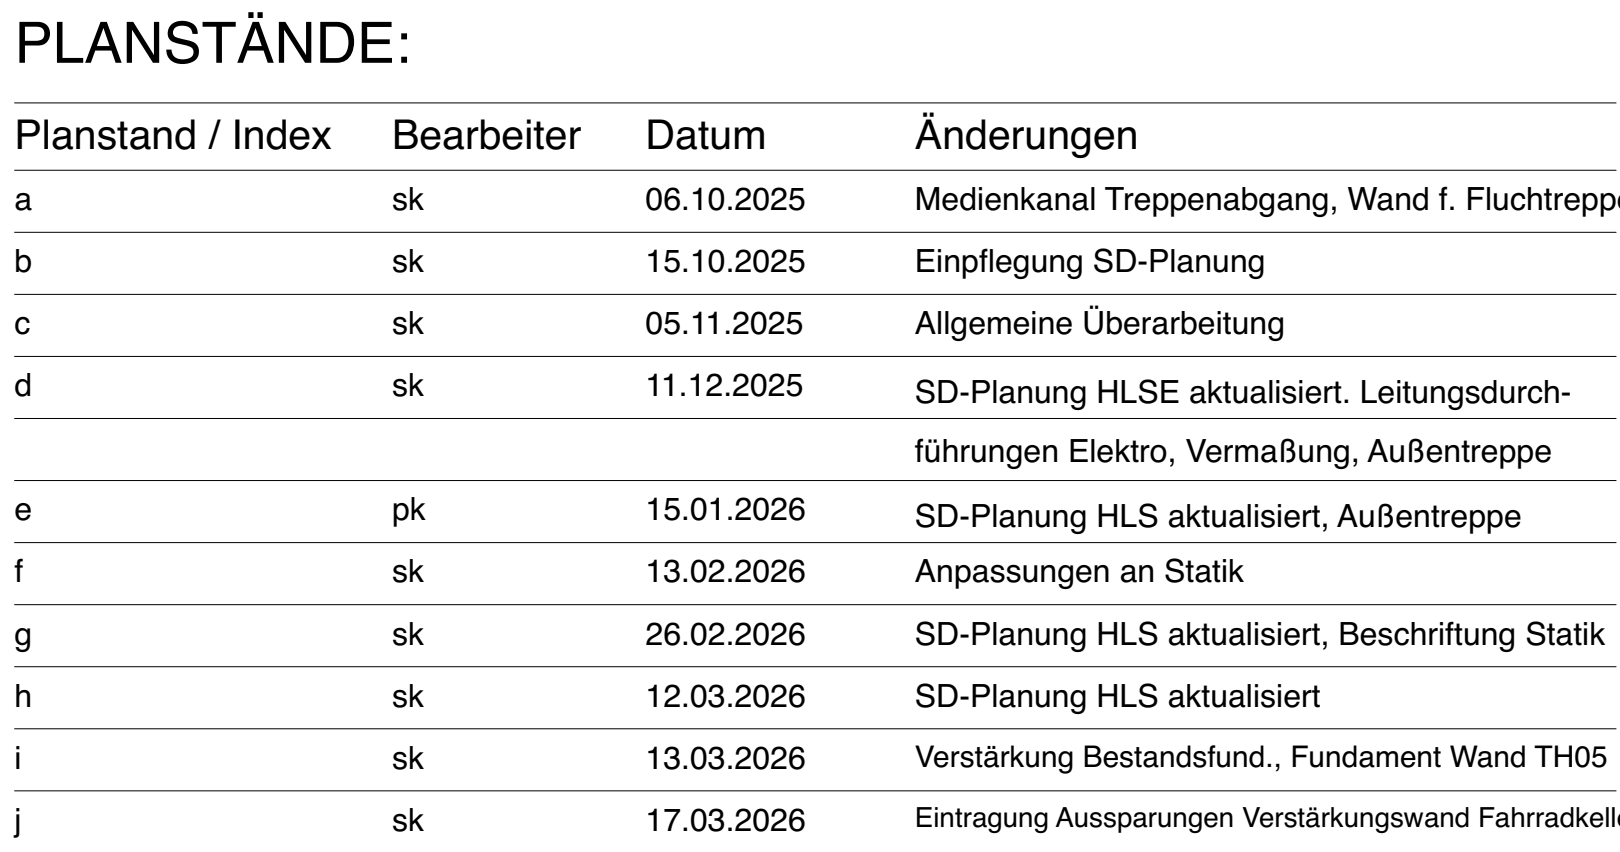 PLANSTÄNDE:
Planstand / Index Bearbeiter Datum Änderungen
a sk 06.10.2025 Medienkanal Treppenabgang, Wand f. Fluchtreppe
b sk 15.10.2025 Einpflegung SD-Planung
c sk 05.11.2025 Allgemeine Überarbeitung
d sk 11.12.2025 SD-Planung HLSE aktualisiert. Leitungsdurch-
führungen Elektro, Vermaßung, Außentreppe
e pk 15.01.2026 SD-Planung HLS aktualisiert, Außentreppe
f sk 13.02.2026 Anpassungen an Statik
g sk 26.02.2026 SD-Planung HLS aktualisiert, Beschriftung Statik
h sk 12.03.2026 SD-Planung HLS aktualisiert
i sk 13.03.2026 Verstärkung Bestandsfund., Fundament Wand TH05
j sk 17.03.2026 Eintragung Aussparungen Verstärkungswand Fahrradkelle